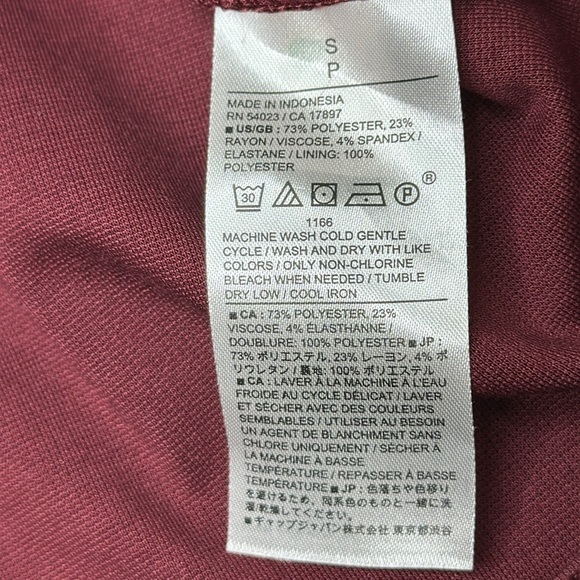 S
P
MADE IN INDONESIA
RN 54023 / CA 17897
■ US/GB : 73% POLYESTER, 23%
RAYON / VISCOSE, 4% SPANDEX /
ELASTANE / LINING: 100%
POLYESTER
30 P ®
1166
MACHINE WASH COLD GENTLE
CYCLE / WASH AND DRY WITH LIKE
COLORS / ONLY NON-CHLORINE
BLEACH WHEN NEEDED / TUMBLE
DRY LOW / COOL IRON
■ CA : 73% POLYESTER, 23%
VISCOSE, 4% ÉLASTHANNE /
DOUBLURE: 100% POLYESTER ■ JP :
73% ポリエステル, 23% レーヨン, 4% ポ
リウレタン / 裏地: 100% ポリエステル
■ CA : LAVER À LA MACHINE À L'EAU
FROIDE AU CYCLE DÉLICAT / LAVER
ET SÉCHER AVEC DES COULEURS
SEMBLABLES / UTILISER AU BESOIN
UN AGENT DE BLANCHIMENT SANS
CHLORE UNIQUEMENT / SÉCHER À
LA MACHINE À BASSE
TEMPÉRATURE / REPASSER À BASSE
TEMPÉRATURE ■ JP : 色落ちや色移り
を避けるため、同系色のものと一緒に洗
濯/乾燥してください。
■ ギャップジャパン株式会社 東京都渋谷